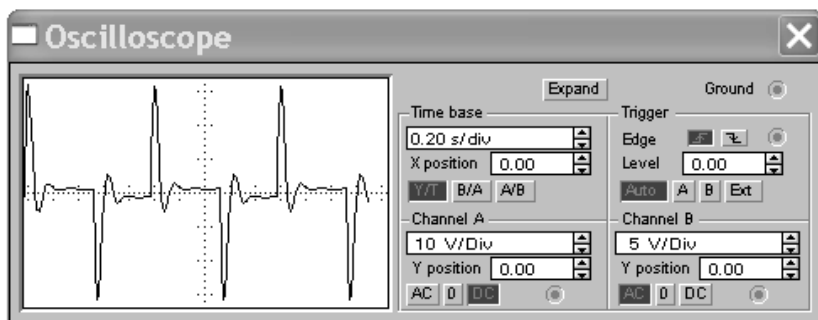 Oscilloscope
Expand
Ground
Time base
0.20 s/div
X position 0.00
Y/T B/A A/B
Trigger
Edge
Level 0.00
Auto A B Ext
Channel A
10 V/Div
Y position 0.00
AC 0 DC
Channel B
5 V/Div
Y position 0.00
AC 0 DC